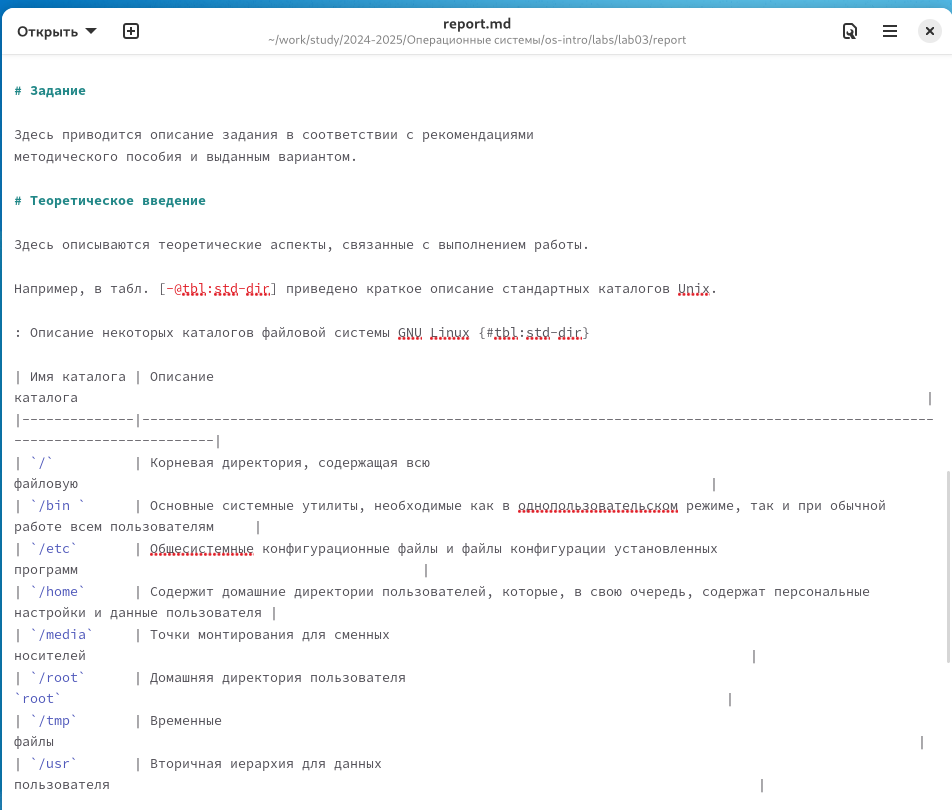 Открыть
report.md
~/work/study/2024-2025/Операционные системы/os-intro/labs/lab03/report
# Задание
Здесь приводится описание задания в соответствии с рекомендациями
методического пособия и выданным вариантом.
# Теоретическое введение
Здесь описываются теоретические аспекты, связанные с выполнением работы.
Например, в табл. [-@tbl:std-dir] приведено краткое описание стандартных каталогов Unix.
: Описание некоторых каталогов файловой системы GNU Linux {#tbl:std-dir}
| Имя каталога | Описание
каталога |
|--------------|---------------------------------------------------------------------------------------------------
-------------------------|
| `/` | Корневая директория, содержащая всю
файловую |
| `/bin ` | Основные системные утилиты, необходимые как в однопользовательском режиме, так и при обычной
работе всем пользователям |
| `/etc` | Общесистемные конфигурационные файлы и файлы конфигурации установленных
программ |
| `/home` | Содержит домашние директории пользователей, которые, в свою очередь, содержат персональные
настройки и данные пользователя |
| `/media` | Точки монтирования для сменных
носителей |
| `/root` | Домашняя директория пользователя
`root` |
| `/tmp` | Временные
файлы |
| `/usr` | Вторичная иерархия для данных
пользователя |